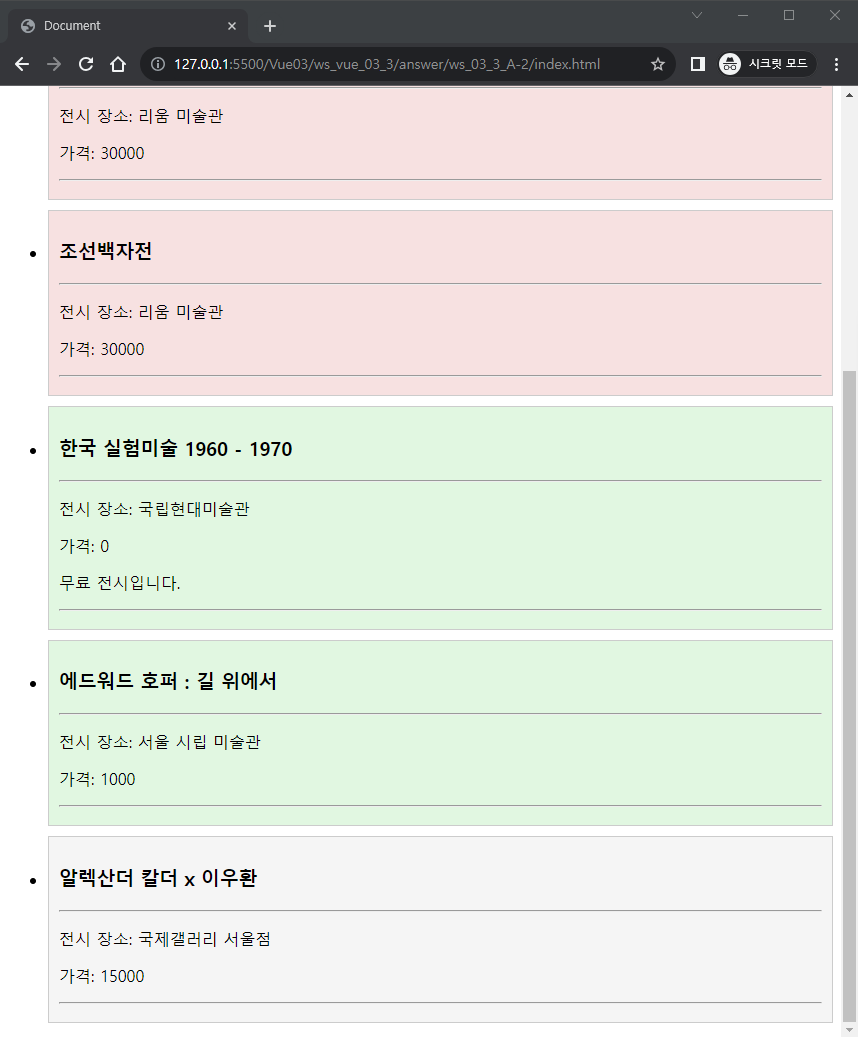 Document
127.0.0.1:5500/Vue03/ws_vue_03_3/answer/ws_03_3_A-2/index.html
시크릿 모드
전시 장소: 리움 미술관
가격: 30000
조선백자전
전시 장소: 리움 미술관
가격: 30000
한국 실험미술 1960 - 1970
전시 장소: 국립현대미술관
가격: 0
무료 전시입니다.
에드워드 호퍼 : 길 위에서
전시 장소: 서울 시립 미술관
가격: 1000
알렉산더 칼더 x 이우환
전시 장소: 국제갤러리 서울점
가격: 15000